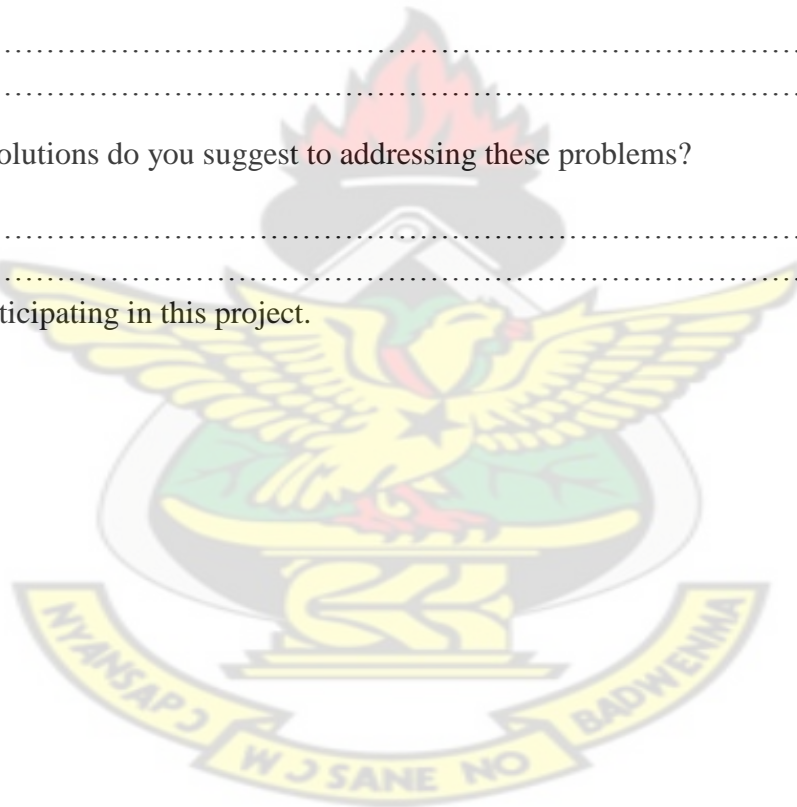 ……………………………………………………………………………
……………………………………………………………………………
olutions do you suggest to addressing these problems?
……………………………………………………………………………
……………………………………………………………………………
ticipating in this project.
NYANSAPƆ WƆSANE NO BADWENMA